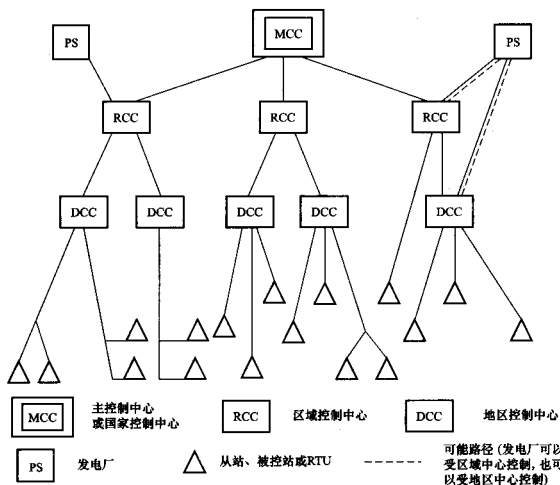 PS
MCC
PS
RCC
RCC
RCC
DCC
DCC
DCC
DCC
DCC
MCC
主控制中心
或国家控制中心
RCC
区域控制中心
DCC
地区控制中心
PS
发电厂
从站、被控站或RTU
可能路径(发电厂可以
受区域中心控制,也可
以受地区中心控制)